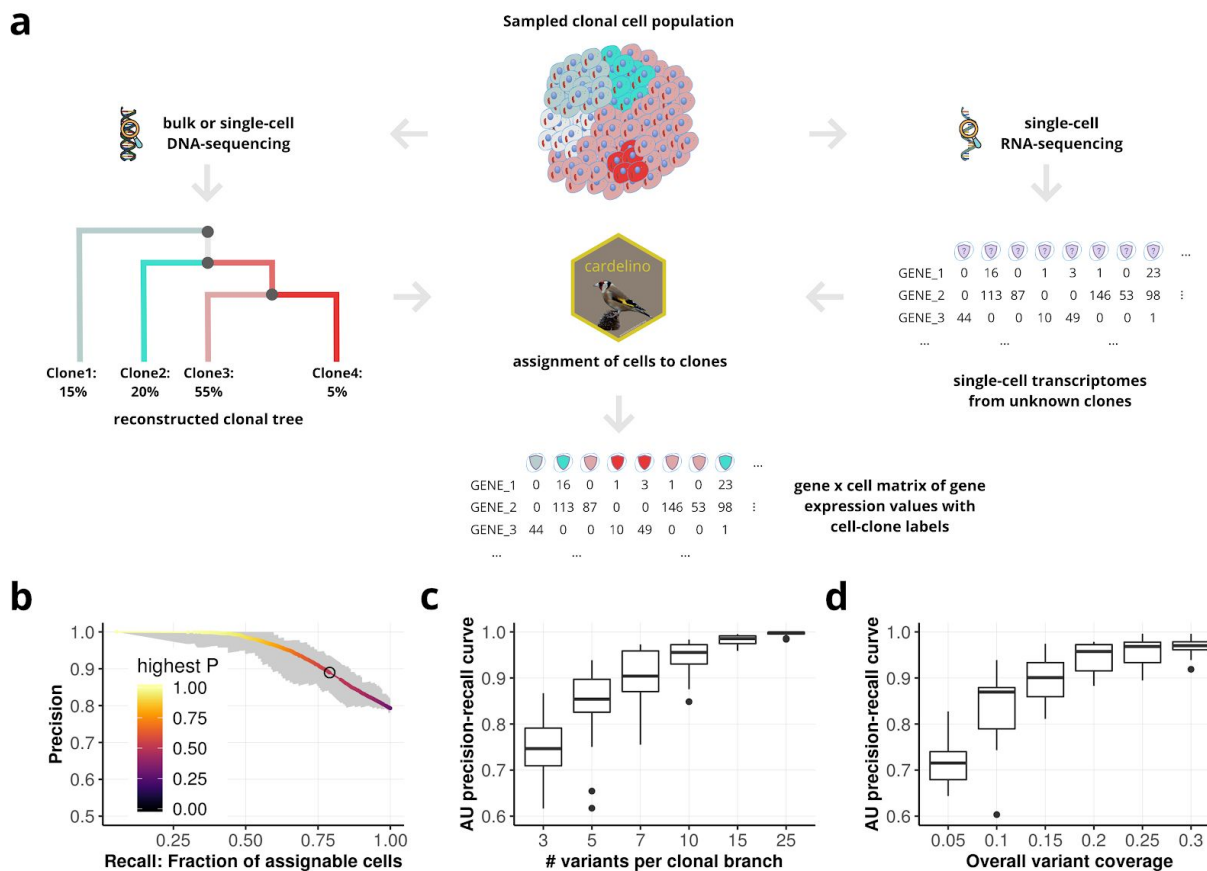 a
Sampled clonal cell population
bulk or single-cell
DNA-sequencing
single-cell
RNA-sequencing
cardelino
assignment of cells to clones
Clone1: Clone2: Clone3: Clone4:
15% 20% 55% 5%
reconstructed clonal tree
? ? ? ? ? ? ? ? ...
GENE_1 0 16 0 1 3 1 0 23
GENE_2 0 113 87 0 0 146 53 98 ⋮
GENE_3 44 0 0 10 49 0 0 1
... ... ...
single-cell transcriptomes
from unknown clones
...
GENE_1 0 16 0 1 3 1 0 23
GENE_2 0 113 87 0 0 146 53 98 ⋮
GENE_3 44 0 0 10 49 0 0 1
... ... ...
gene x cell matrix of gene
expression values with
cell-clone labels
b
Precision
1.0
0.9
0.8
0.7
0.6
0.5
highest P
1.00
0.75
0.50
0.25
0.00
0.25 0.50 0.75 1.00
Recall: Fraction of assignable cells
c
AU precision-recall curve
1.0
0.9
0.8
0.7
0.6
3 5 7 10 15 25
# variants per clonal branch
d
AU precision-recall curve
1.0
0.9
0.8
0.7
0.6
0.05 0.1 0.15 0.2 0.25 0.3
Overall variant coverage